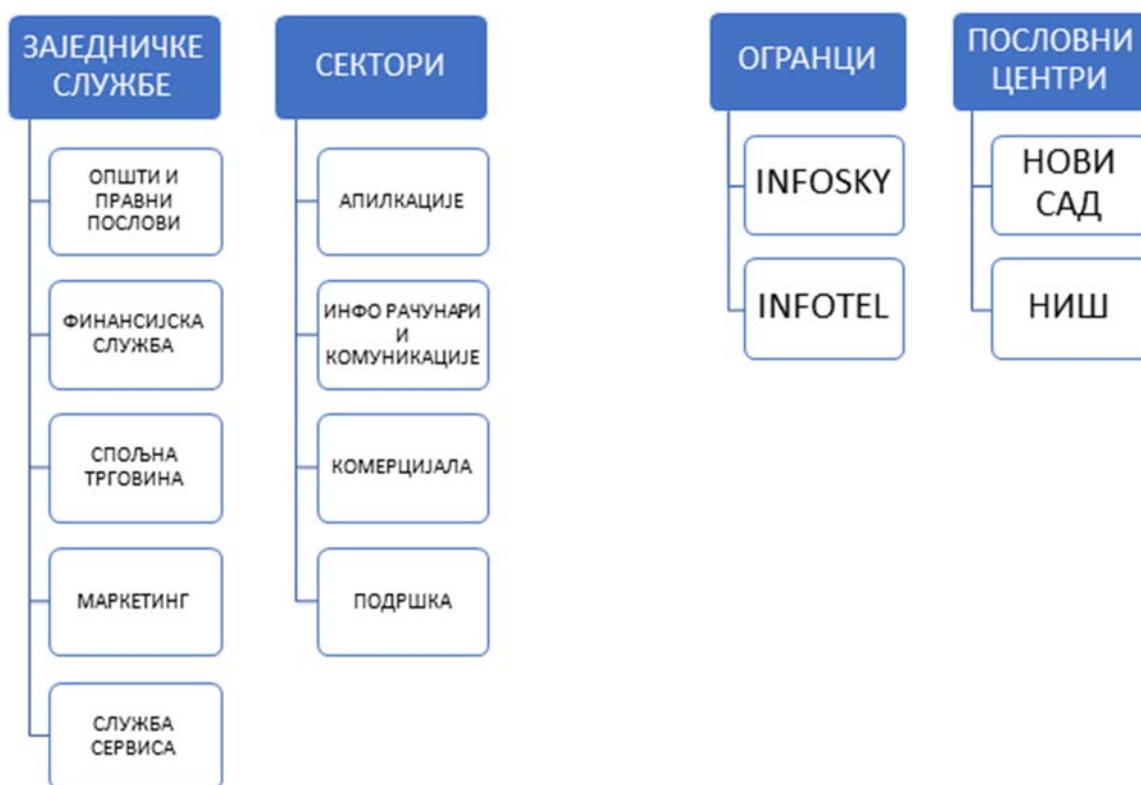 ЗАЈЕДНИЧКЕ
СЛУЖБЕ
ОПШТИ И
ПРАВНИ
ПОСЛОВИ
ФИНАНСИЈСКА
СЛУЖБА
СПОЉНА
ТРГОВИНА
МАРКЕТИНГ
СЛУЖБА
СЕРВИСА
СЕКТОРИ
АПИЛКАЦИЈЕ
ИНФО РАЧУНАРИ
И
КОМУНИКАЦИЈЕ
КОМЕРЦИЈАЛА
ПОДРШКА
ОГРАНЦИ
INFOSKY
INFOTEL
ПОСЛОВНИ
ЦЕНТРИ
НОВИ
САД
НИШ